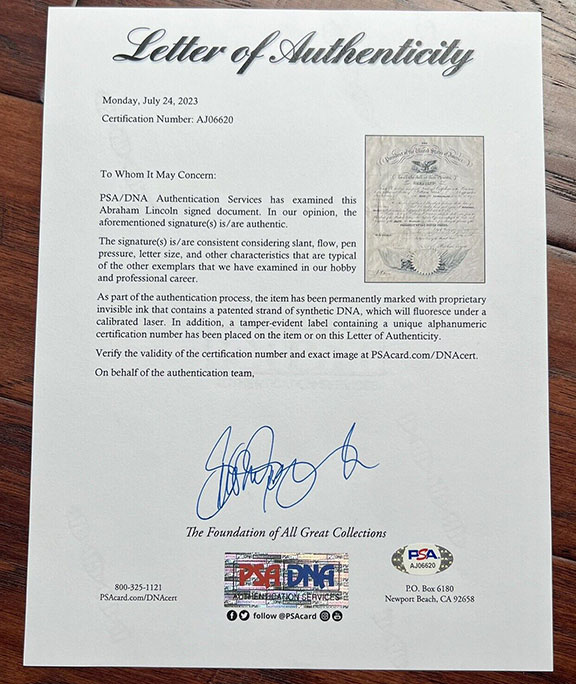 Letter of Authenticity
Monday, July 24, 2023
Certification Number: AJ06620
To Whom It May Concern:
PSA/DNA Authentication Services has examined this
Abraham Lincoln signed document. In our opinion, the
aforementioned signature(s) is/are authentic.
The signature(s) is/are consistent considering slant, flow, pen
pressure, letter size, and other characteristics that are typical
of the other exemplars that we have examined in our hobby
and professional career.
As part of the authentication process, the item has been permanently marked with proprietary
invisible ink that contains a patented strand of synthetic DNA, which will fluoresce under a
calibrated laser. In addition, a tamper-evident label containing a unique alphanumeric
certification number has been placed on the item or on this Letter of Authenticity.
Verify the validity of the certification number and exact image at PSAcard.com/DNAcert.
On behalf of the authentication team,
The Foundation of All Great Collections
PSA DNA
AUTHENTICATION SERVICES
PSA
AJ06620
800-325-1121
PSAcard.com/DNAcert
follow @PSAcard
P.O. Box 6180
Newport Beach, CA 92658